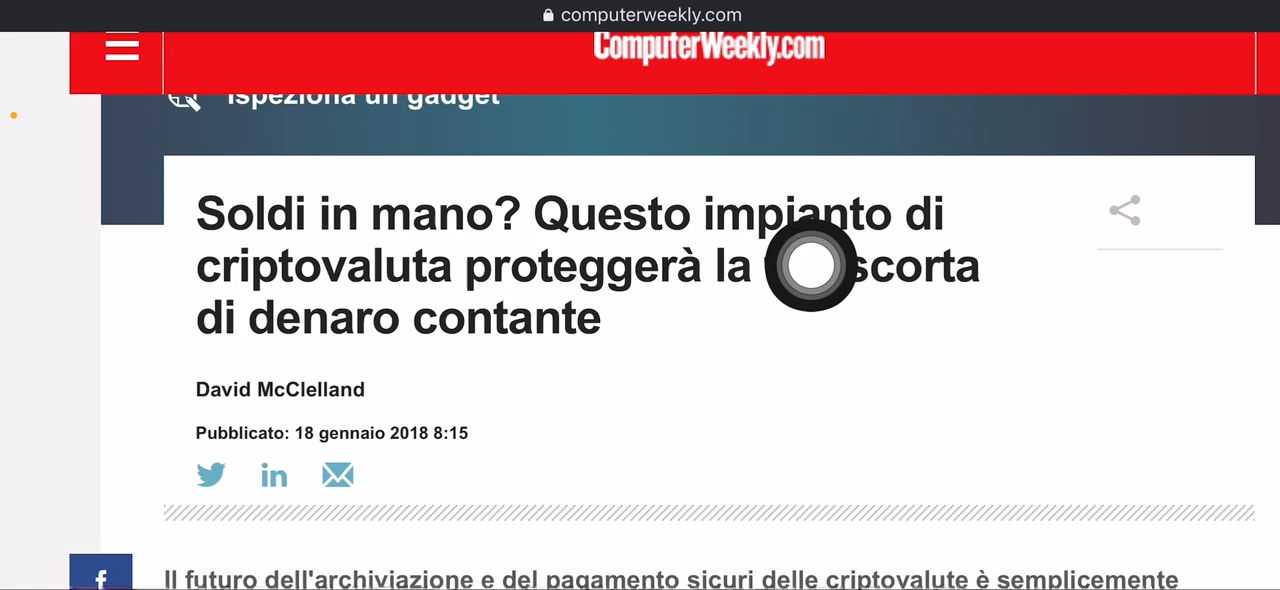 computerweekly.com
ComputerWeekly.com
Ispeziona un gadget
Soldi in mano? Questo impianto di
criptovaluta proteggerà la scorta
di denaro contante
David McClelland
Pubblicato: 18 gennaio 2018 8:15
in
f
Il futuro dell'archiviazione e del pagamento sicuri delle criptovalute è semplicemente